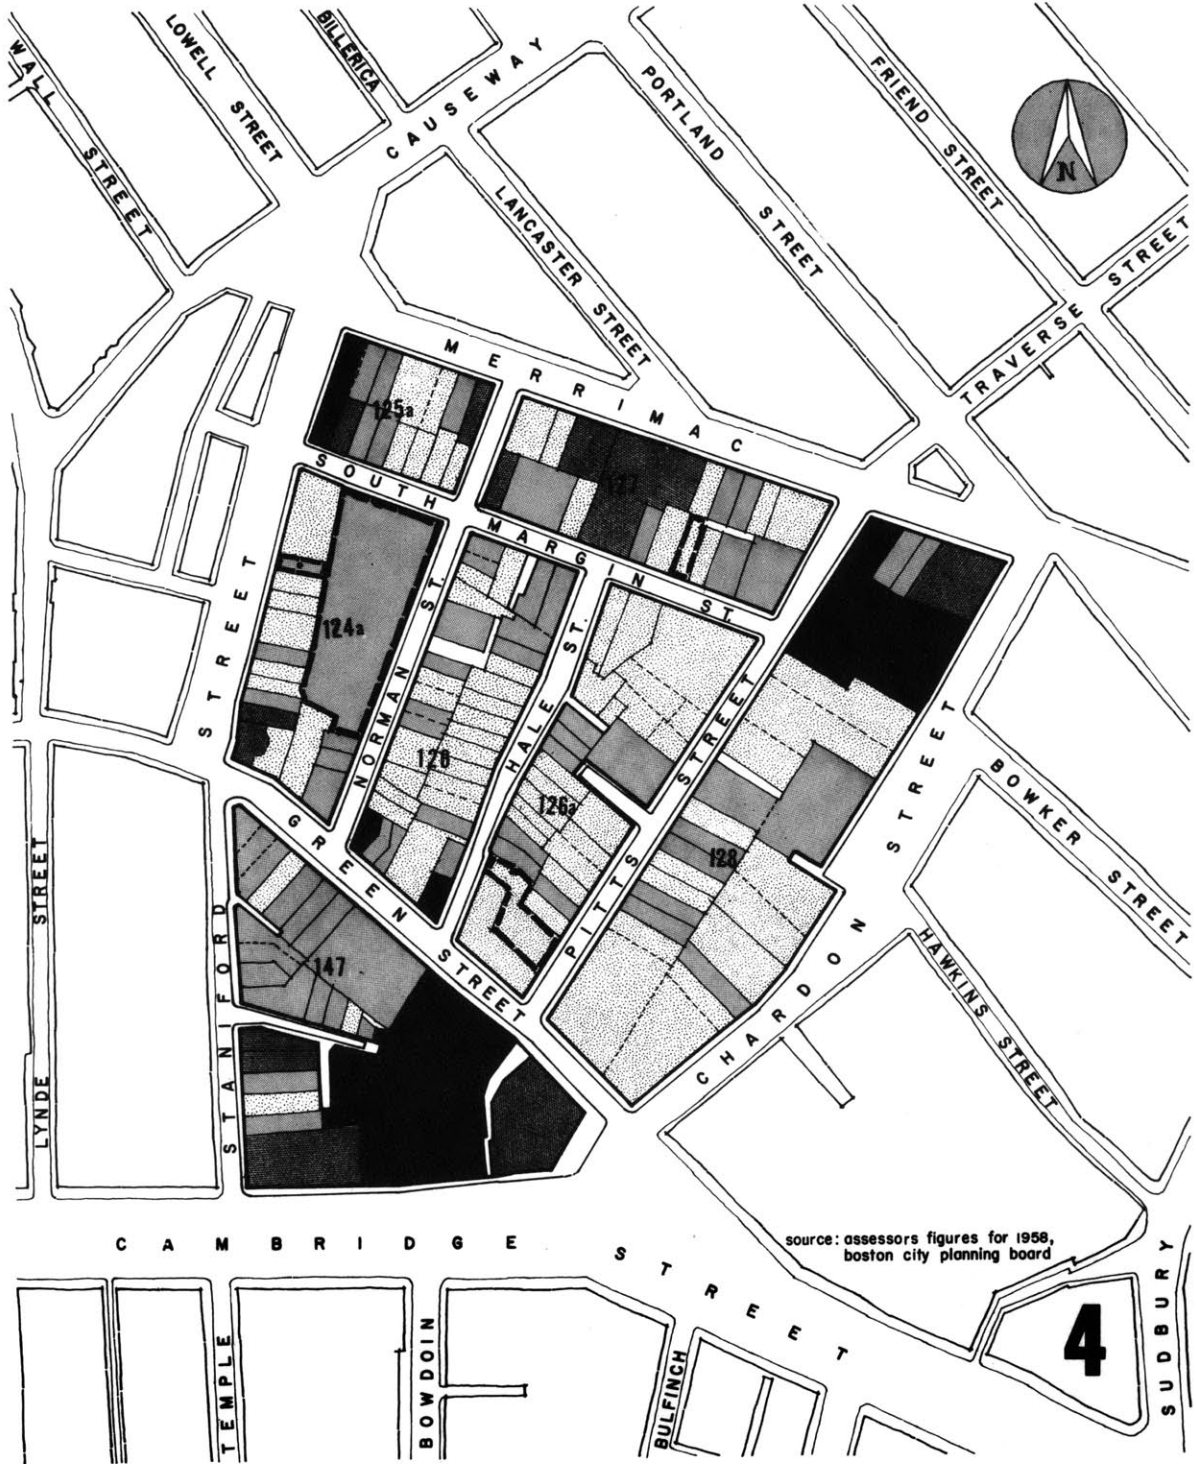 WALL STREET
LOWELL STREET
BILLERICA
CAUSEWAY
PORTLAND STREET
FRIEND STREET
N
LANCASTER STREET
TRAVERSE STREET
MERRIMAC
125a
SOUTH MARGIN ST.
127
STREET
124a
NORMAN ST.
HALE ST.
128
126a
PITTS STREET
128
BOWKER STREET
GREEN STREET
LYNDE STREET
STANIFORD
147
CHARDON STREET
HAWKINS STREET
CAMBRIDGE STREET
source: assessors figures for 1958,
boston city planning board
4
SUDBURY
TEMPLE
BOWDOIN
BULFINCH